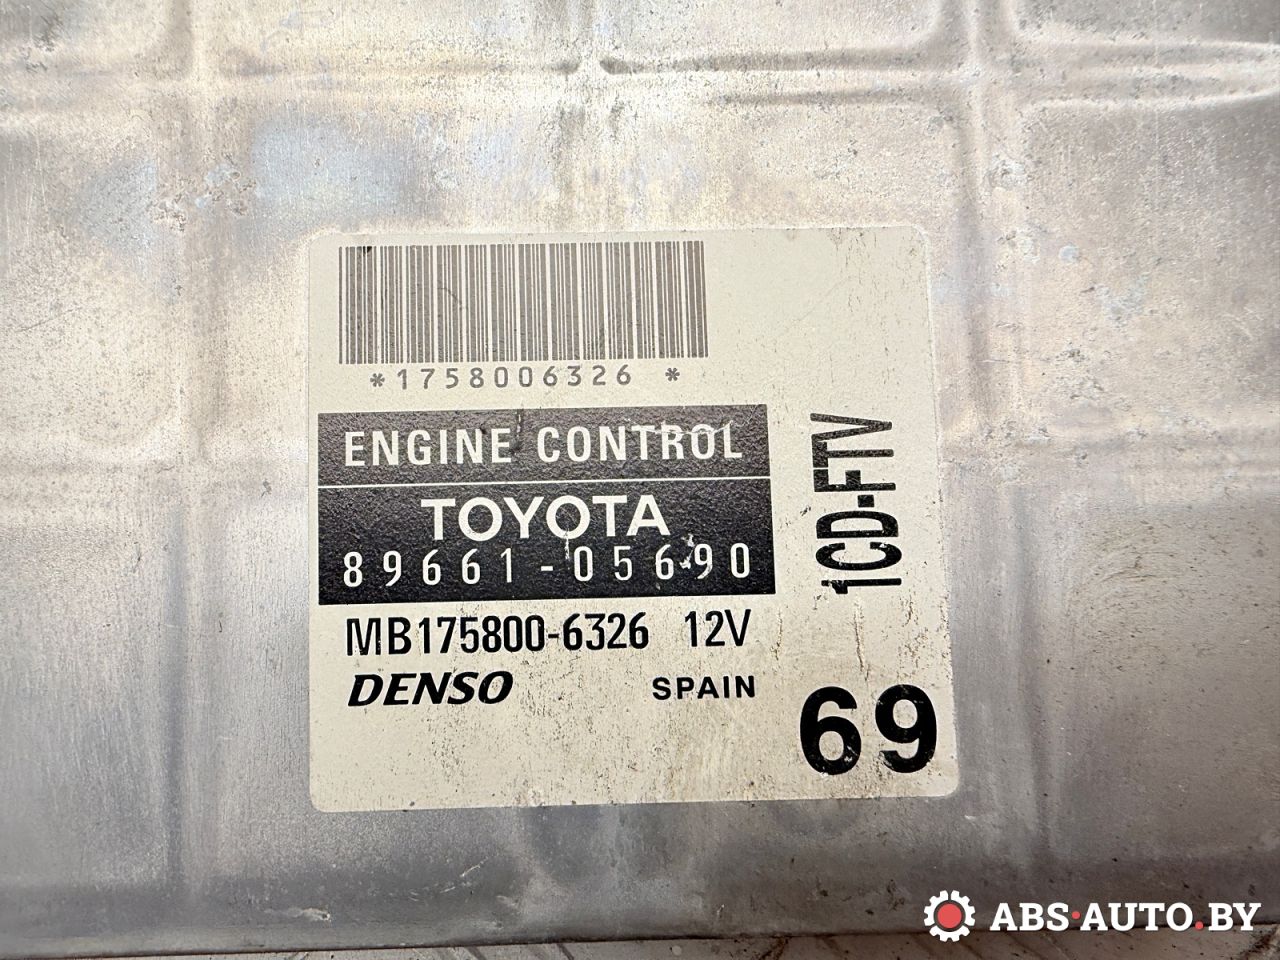 *1758006326 *
ENGINE CONTROL
TOYOTA
89661-05690
MB175800-6326 12V
DENSO SPAIN
1CD-FTV
69
ABS·AUTO.BY